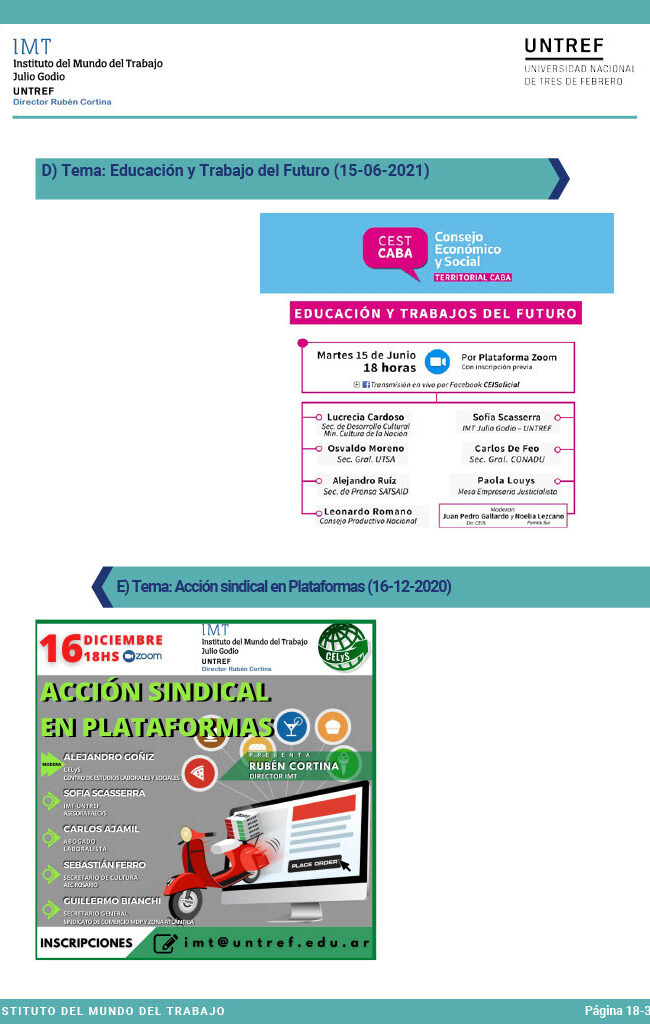 IMT
Instituto del Mundo del Trabajo
Julio Godio
UNTREF
Director Rubén Cortina
UNTREF
UNIVERSIDAD NACIONAL
DE TRES DE FEBRERO
D) Tema: Educación y Trabajo del Futuro (15-06-2021)
CEST
CABA
Consejo
Económico
y Social
TERRITORIAL CABA
EDUCACIÓN Y TRABAJOS DEL FUTURO
Martes 15 de Junio
18 horas
Por Plataforma Zoom
Con inscripción previa
Transmisión en vivo por Facebook CEISoficial
Lucrecia Cardoso
Sec. de Desarrollo Cultural
Min. Cultura de la Nación
Osvaldo Moreno
Sec. Gral. UTSA
Alejandro Ruíz
Sec. de Prensa SATSAID
Leonardo Romano
Consejo Productivo Nacional
Sofía Scasserra
IMT Julio Godio - UNTREF
Carlos De Feo
Sec. Gral. CONADU
Paola Louys
Mesa Empresaria Justicialista
Moderan
Juan Pedro Gallardo y Noelia Lezcano
Dir. CEIS Pymes Sur
E) Tema: Acción sindical en Plataformas (16-12-2020)
16 DICIEMBRE
18HS zoom
IMT
Instituto del Mundo del Trabajo
Julio Godio
UNTREF
Director Rubén Cortina
CELyS
ACCIÓN SINDICAL
EN PLATAFORMAS
PRESENTA
RUBÉN CORTINA
DIRECTOR IMT
MODERA
ALEJANDRO GOÑIZ
CELYS
CENTRO DE ESTUDIOS LABORALES Y SOCIALES
SOFÍA SCASSERRA
IMT-UNTREF
ASESORA FAECYS
CARLOS AJAMIL
ABOGADO
LABORALISTA
SEBASTIÁN FERRO
SECRETARIO DE CULTURA
AEC ROSARIO
GUILLERMO BIANCHI
SECRETARIO GENERAL
SINDICATO DE COMERCIO MDP Y ZONA ATLÁNTICA
PLACE ORDER
INSCRIPCIONES
imt@untref.edu.ar
STITUTO DEL MUNDO DEL TRABAJO
Página 18-3